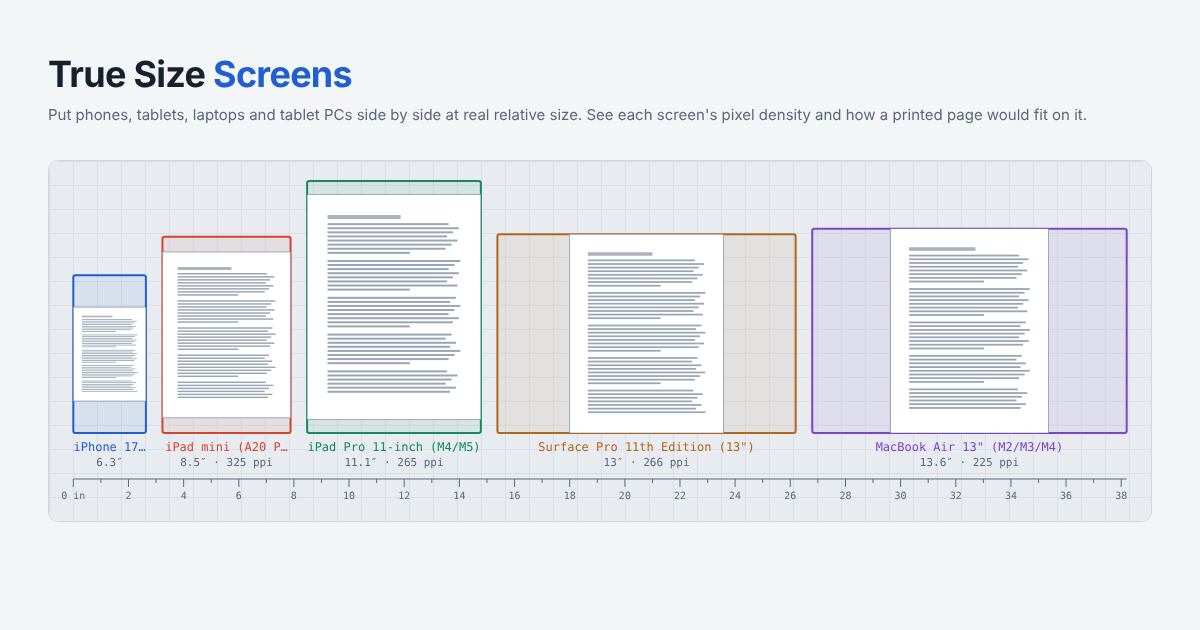 True Size Screens
Put phones, tablets, laptops and tablet PCs side by side at real relative size. See each screen's pixel density and how a printed page would fit on it.
iPhone 17… iPad mini (A20 P… iPad Pro 11-inch (M4/M5) Surface Pro 11th Edition (13") MacBook Air 13" (M2/M3/M4)
6.3″ 8.5″ · 325 ppi 11.1″ · 265 ppi 13″ · 266 ppi 13.6″ · 225 ppi
0 in 2 4 6 8 10 12 14 16 18 20 22 24 26 28 30 32 34 36 38